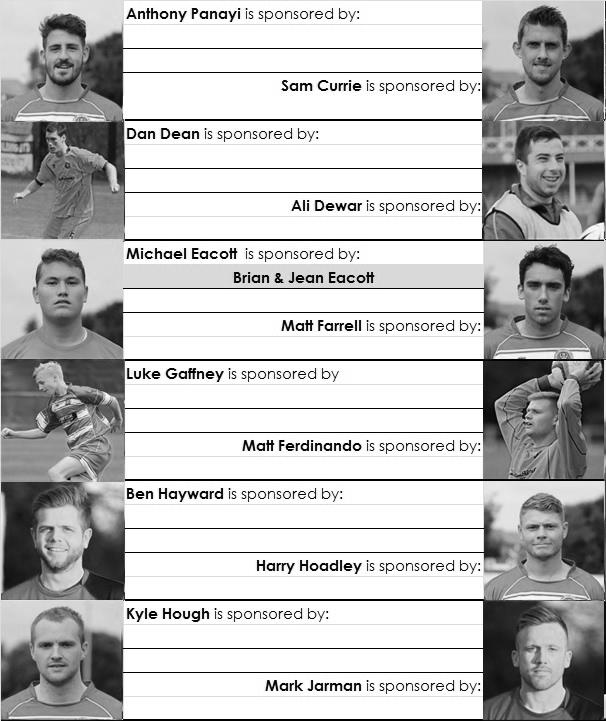 Anthony Panayi is sponsored by:
Sam Currie is sponsored by:
Dan Dean is sponsored by:
Ali Dewar is sponsored by:
Michael Eacott is sponsored by:
Brian & Jean Eacott
Matt Farrell is sponsored by:
Luke Gaffney is sponsored by
Matt Ferdinando is sponsored by:
Ben Hayward is sponsored by:
Harry Hoadley is sponsored by:
Kyle Hough is sponsored by:
Mark Jarman is sponsored by: